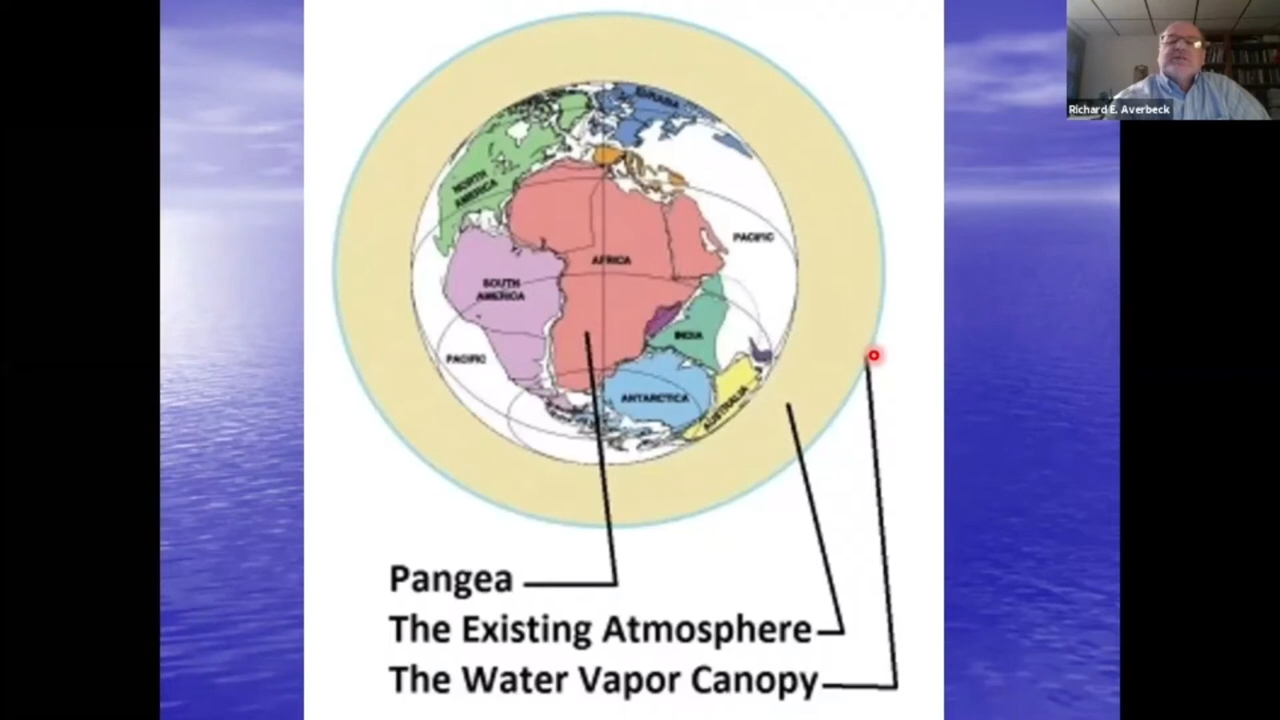 EURASIA
NORTH
AMERICA
PACIFIC
AFRICA
SOUTH
AMERICA
INDIA
PACIFIC
ANTARCTICA
AUSTRALIA
Pangea
The Existing Atmosphere
The Water Vapor Canopy
Richard E. Averbeck